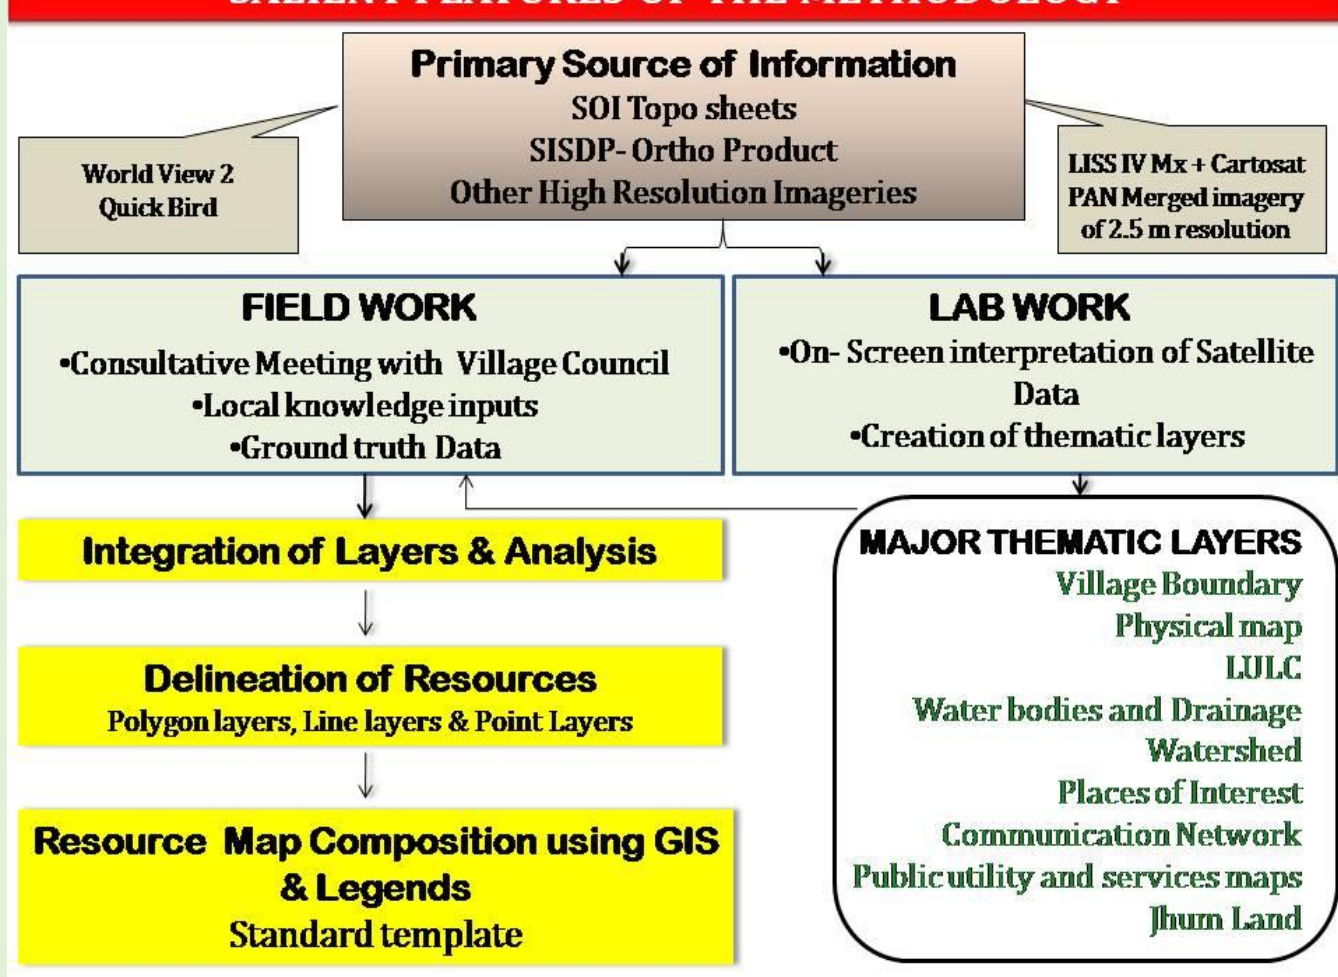 SALIENT FEATURES OF THE METHODOLOGY
Primary Source of Information
SOI Topo sheets
SISDP- Ortho Product
Other High Resolution Imageries
World View 2
Quick Bird
LISS IV Mx + Cartosat
PAN Merged imagery
of 2.5 m resolution
FIELD WORK
•Consultative Meeting with Village Council
•Local knowledge inputs
•Ground truth Data
LAB WORK
•On- Screen interpretation of Satellite
Data
•Creation of thematic layers
Integration of Layers & Analysis
Delineation of Resources
Polygon layers, Line layers & Point Layers
Resource Map Composition using GIS
& Legends
Standard template
MAJOR THEMATIC LAYERS
Village Boundary
Physical map
LULC
Water bodies and Drainage
Watershed
Places of Interest
Communication Network
Public utility and services maps
Jhum Land